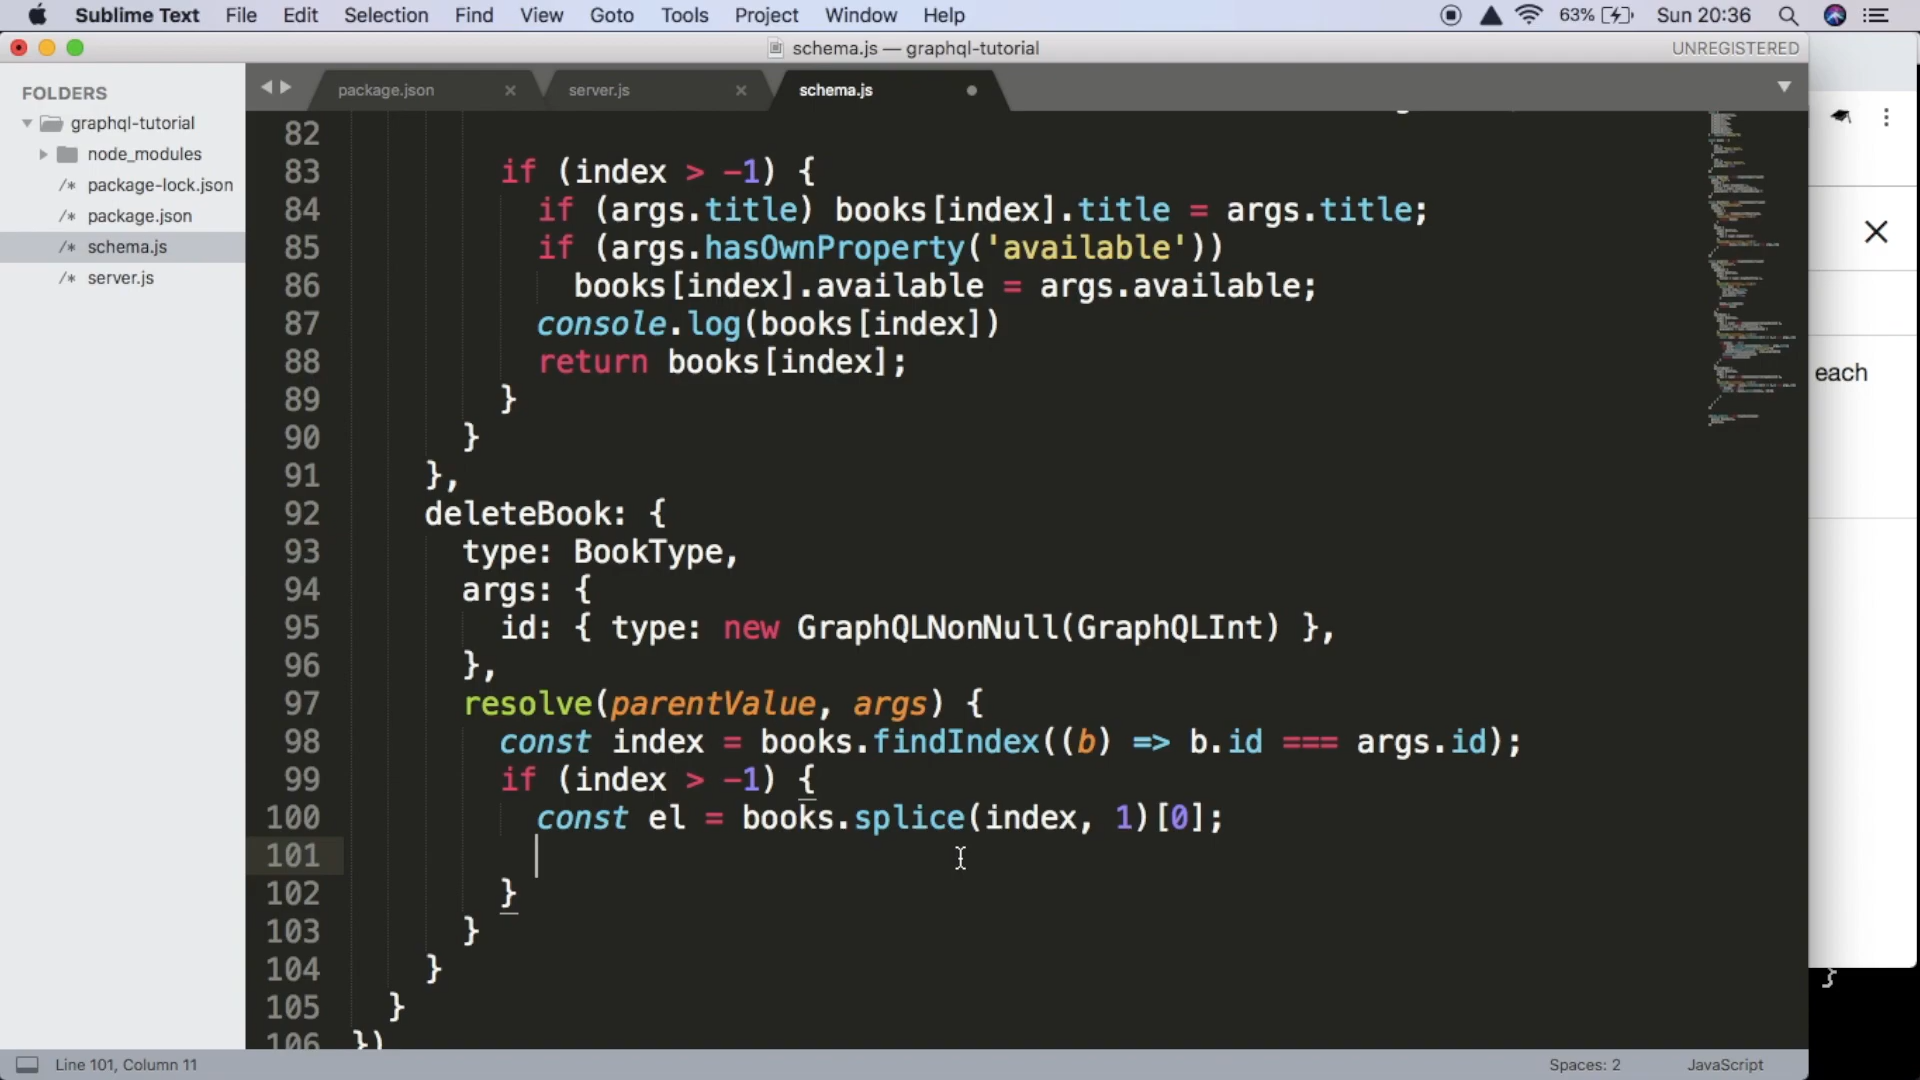 Sublime Text File Edit Selection Find View Goto Tools Project Window Help 63% Sun 20:36
schema.js — graphql-tutorial UNREGISTERED
FOLDERS
graphql-tutorial
node_modules
/* package-lock.json
/* package.json
/* schema.js
/* server.js
package.json server.js schema.js
82
83 if (index > -1) {
84 if (args.title) books[index].title = args.title;
85 if (args.hasOwnProperty('available'))
86 books[index].available = args.available;
87 console.log(books[index])
88 return books[index];
89 }
90 }
91 },
92 deleteBook: {
93 type: BookType,
94 args: {
95 id: { type: new GraphQLNonNull(GraphQLInt) },
96 },
97 resolve(parentValue, args) {
98 const index = books.findIndex((b) => b.id === args.id);
99 if (index > -1) {
100 const el = books.splice(index, 1)[0];
101
102 }
103 }
104 }
105 }
106 })
each
}
Line 101, Column 11 Spaces: 2 JavaScript